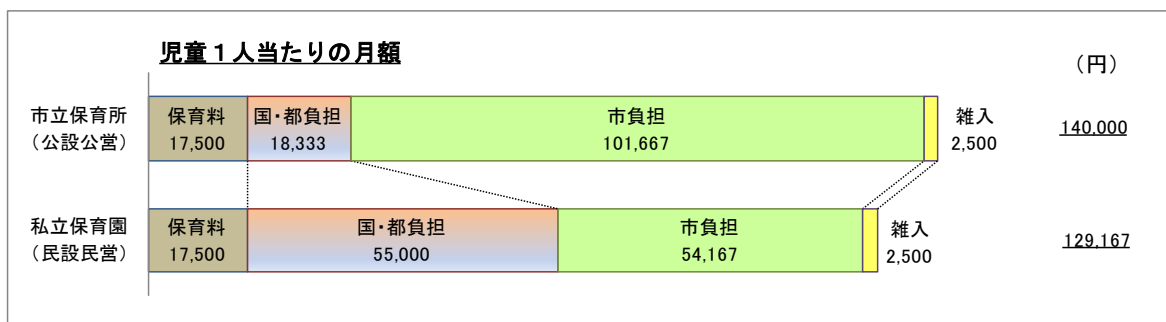 児童１人当たりの月額
（円）
市立保育所
（公設公営）
保育料
17,500
国・都負担
18,333
市負担
101,667
雑入
2,500
140,000
私立保育園
（民設民営）
保育料
17,500
国・都負担
55,000
市負担
54,167
雑入
2,500
129,167